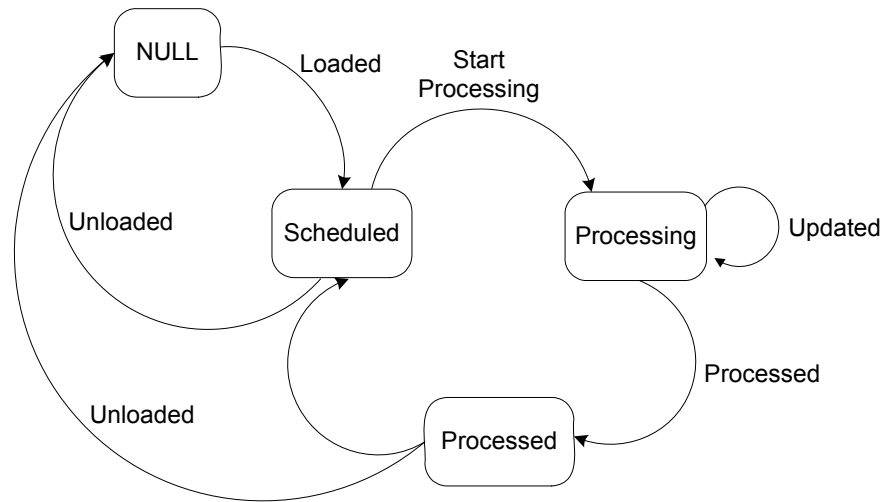 NULL
Loaded
Start
Processing
Unloaded
Scheduled
Processing
Updated
Processed
Unloaded
Processed